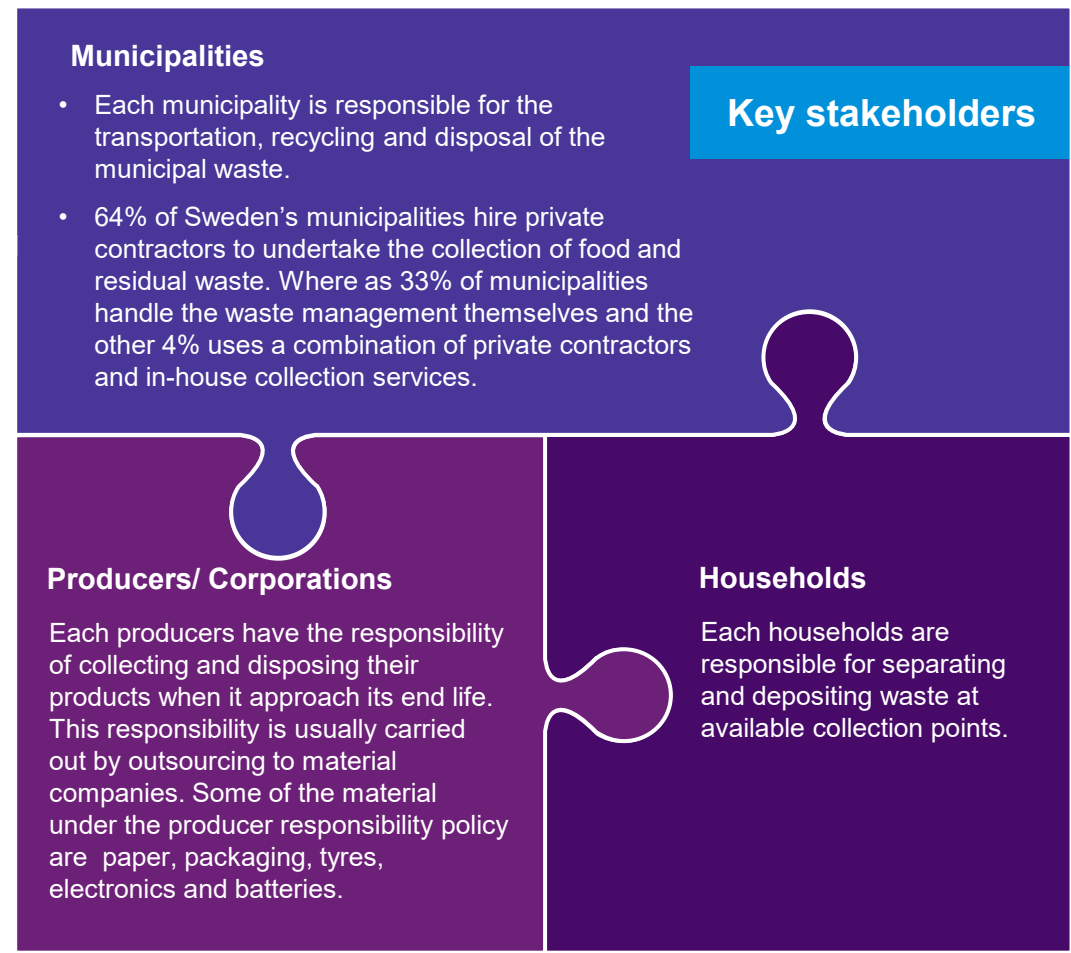 Municipalities
Key stakeholders
• Each municipality is responsible for the
transportation, recycling and disposal of the
municipal waste.
• 64% of Sweden’s municipalities hire private
contractors to undertake the collection of food and
residual waste. Where as 33% of municipalities
handle the waste management themselves and the
other 4% uses a combination of private contractors
and in-house collection services.
Producers/ Corporations
Each producers have the responsibility
of collecting and disposing their
products when it approach its end life.
This responsibility is usually carried
out by outsourcing to material
companies. Some of the material
under the producer responsibility policy
are  paper, packaging, tyres,
electronics and batteries.
Households
Each households are
responsible for separating
and depositing waste at
available collection points.